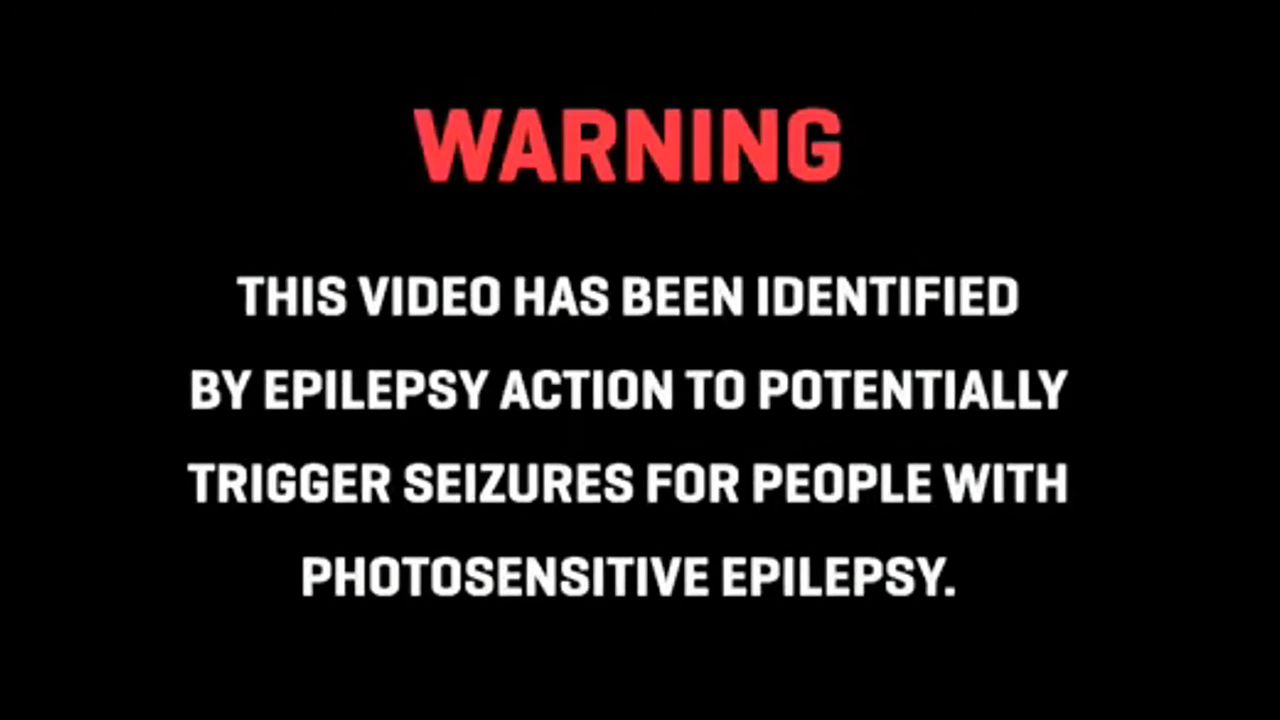 WARNING
THIS VIDEO HAS BEEN IDENTIFIED
BY EPILEPSY ACTION TO POTENTIALLY
TRIGGER SEIZURES FOR PEOPLE WITH
PHOTOSENSITIVE EPILEPSY.